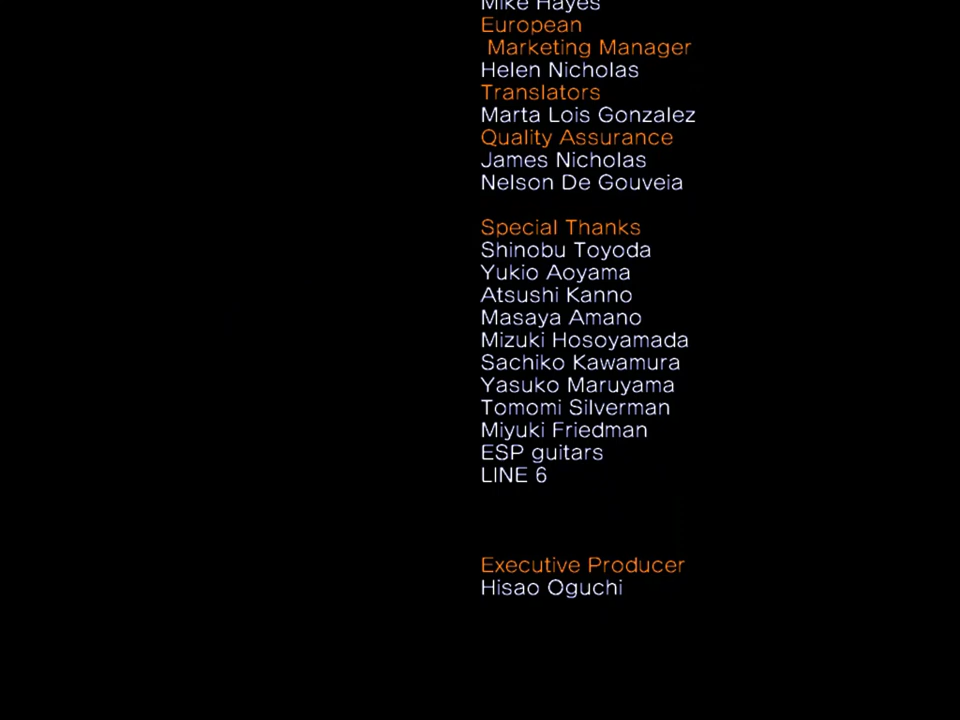 Mike Hayes
European
Marketing Manager
Helen Nicholas
Translators
Marta Lois Gonzalez
Quality Assurance
James Nicholas
Nelson De Gouveia
Special Thanks
Shinobu Toyoda
Yukio Aoyama
Atsushi Kanno
Masaya Amano
Mizuki Hosoyamada
Sachiko Kawamura
Yasuko Maruyama
Tomomi Silverman
Miyuki Friedman
ESP guitars
LINE 6
Executive Producer
Hisao Oguchi